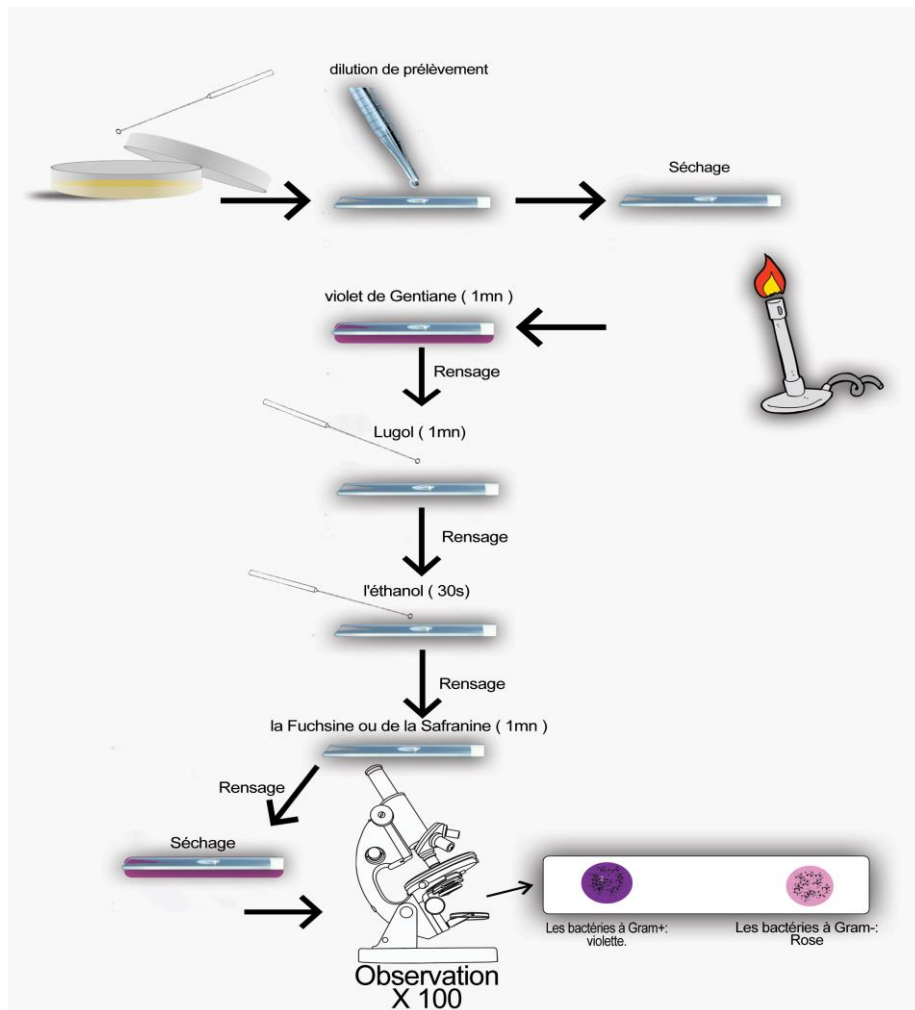 dilution de prélèvement
Séchage
violet de Gentiane ( 1mn )
Rensage
Lugol ( 1mn)
Rensage
l'éthanol ( 30s)
Rensage
la Fuchsine ou de la Safranine ( 1mn )
Rensage
Séchage
Les bactéries à Gram+:
violette.
Les bactéries à Gram-:
Rose
Observation
X 100